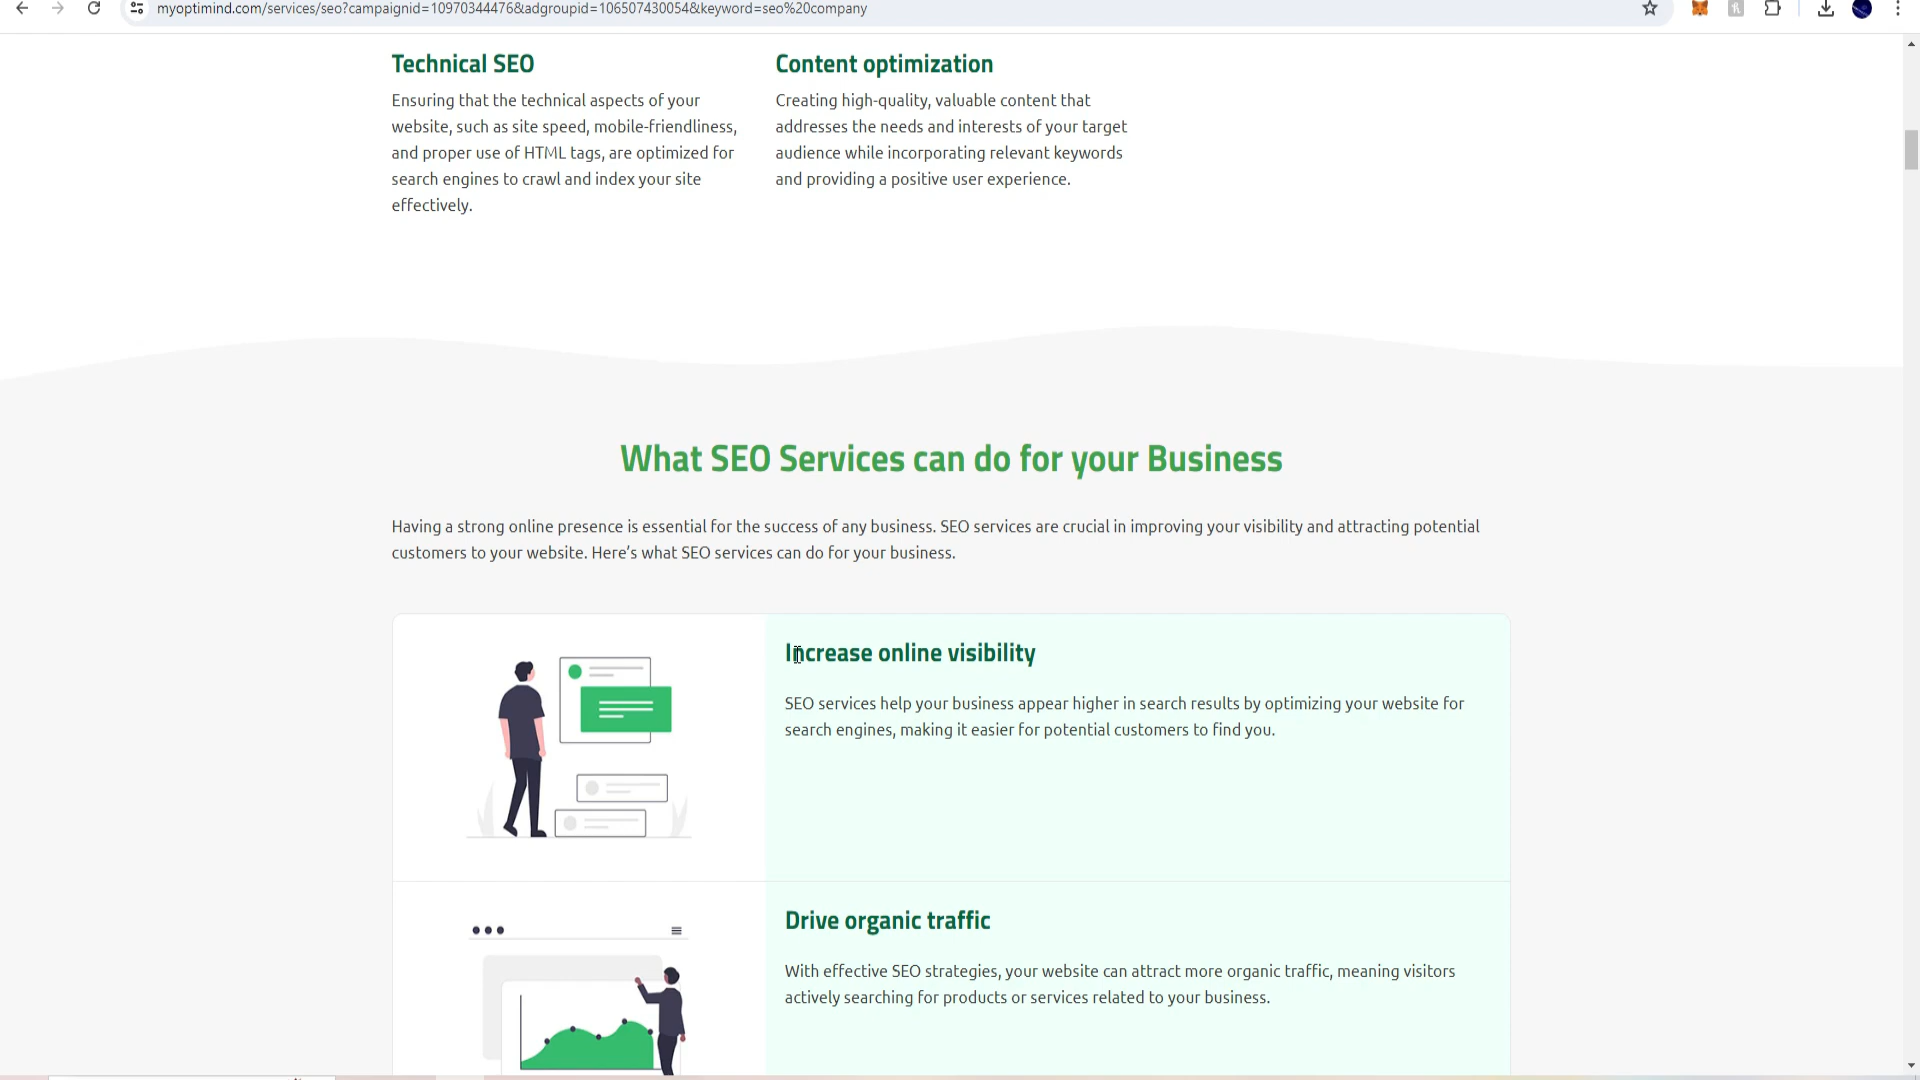 myoptimind.com/services/seo?campaignid=10970344476&adgroupid=106507430054&keyword=seo%20company
Technical SEO
Ensuring that the technical aspects of your
website, such as site speed, mobile-friendliness,
and proper use of HTML tags, are optimized for
search engines to crawl and index your site
effectively.
Content optimization
Creating high-quality, valuable content that
addresses the needs and interests of your target
audience while incorporating relevant keywords
and providing a positive user experience.
What SEO Services can do for your Business
Having a strong online presence is essential for the success of any business. SEO services are crucial in improving your visibility and attracting potential
customers to your website. Here’s what SEO services can do for your business.
Increase online visibility
SEO services help your business appear higher in search results by optimizing your website for
search engines, making it easier for potential customers to find you.
Drive organic traffic
With effective SEO strategies, your website can attract more organic traffic, meaning visitors
actively searching for products or services related to your business.